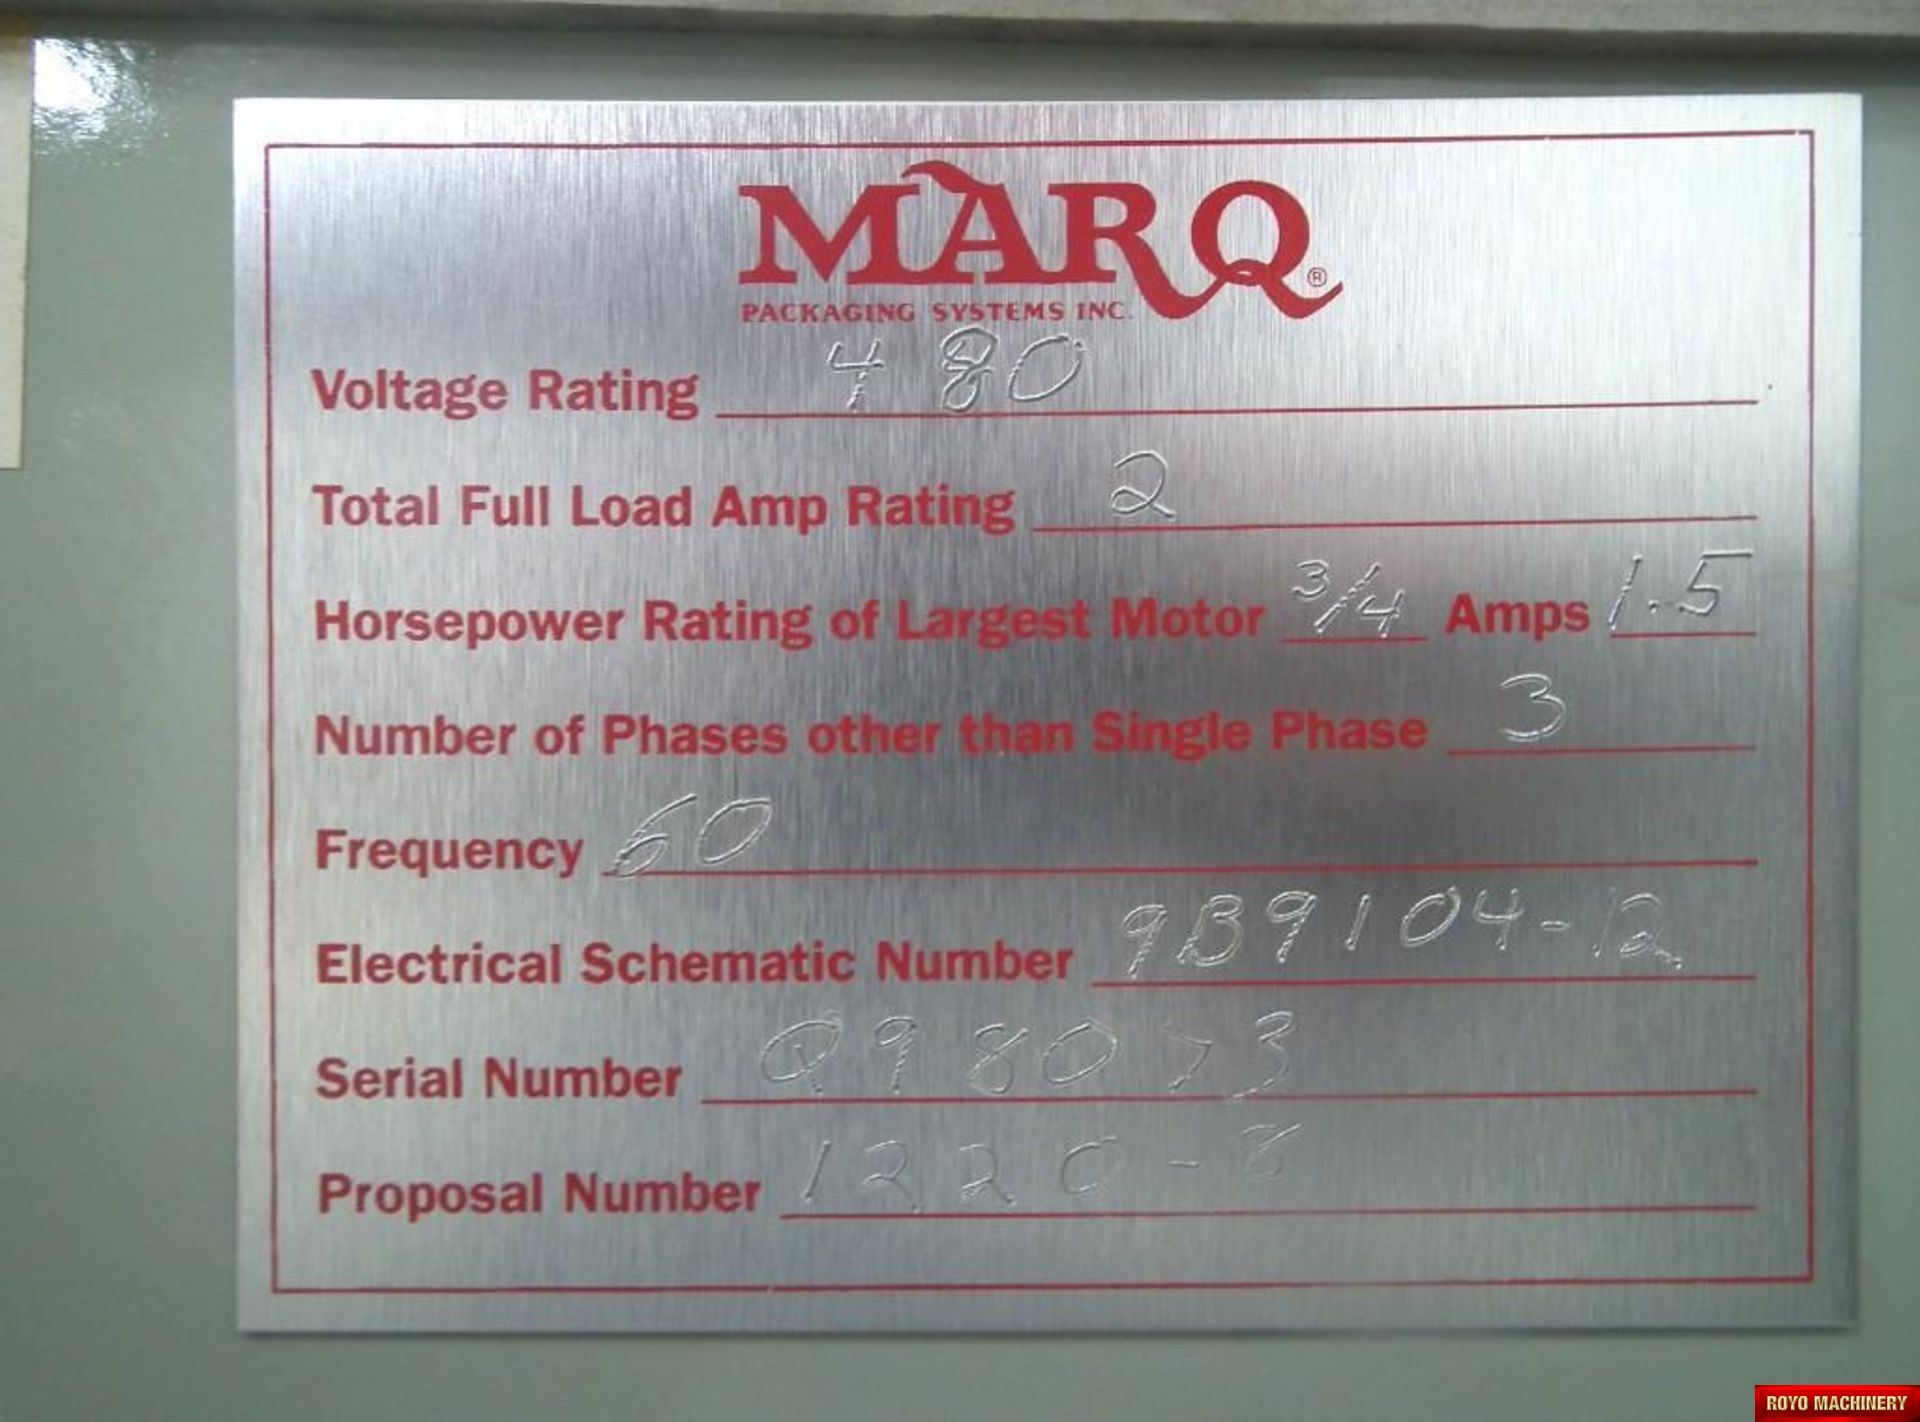 MARQ®
PACKAGING SYSTEMS INC.
Voltage Rating 480
Total Full Load Amp Rating 2
Horsepower Rating of Largest Motor 3/4 Amps 1.5
Number of Phases other than Single Phase 3
Frequency 60
Electrical Schematic Number 9B9104-12
Serial Number
Proposal Number 1220-8
ROYO MACHINERY